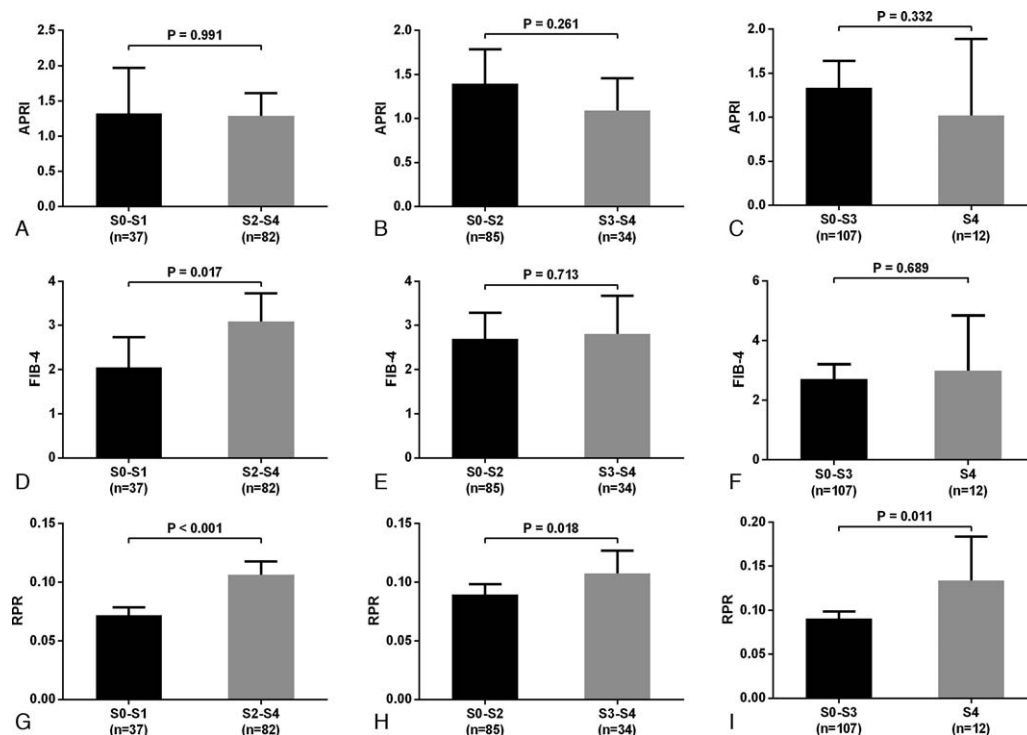 P = 0.991
2.5
2.0
1.5
1.0
0.5
0.0
APRI
S0-S1
(n=37)
S2-S4
(n=82)
A
P = 0.261
2.0
1.5
1.0
0.5
0.0
APRI
S0-S2
(n=85)
S3-S4
(n=34)
B
P = 0.332
2.0
1.5
1.0
0.5
0.0
APRI
S0-S3
(n=107)
S4
(n=12)
C
P = 0.017
4
3
2
1
0
FIB-4
S0-S1
(n=37)
S2-S4
(n=82)
D
P = 0.713
4
3
2
1
0
FIB-4
S0-S2
(n=85)
S3-S4
(n=34)
E
P = 0.689
6
4
2
0
FIB-4
S0-S3
(n=107)
S4
(n=12)
F
P < 0.001
0.15
0.10
0.05
0.00
RPR
S0-S1
(n=37)
S2-S4
(n=82)
G
P = 0.018
0.15
0.10
0.05
0.00
RPR
S0-S2
(n=85)
S3-S4
(n=34)
H
P = 0.011
0.20
0.15
0.10
0.05
0.00
RPR
S0-S3
(n=107)
S4
(n=12)
I